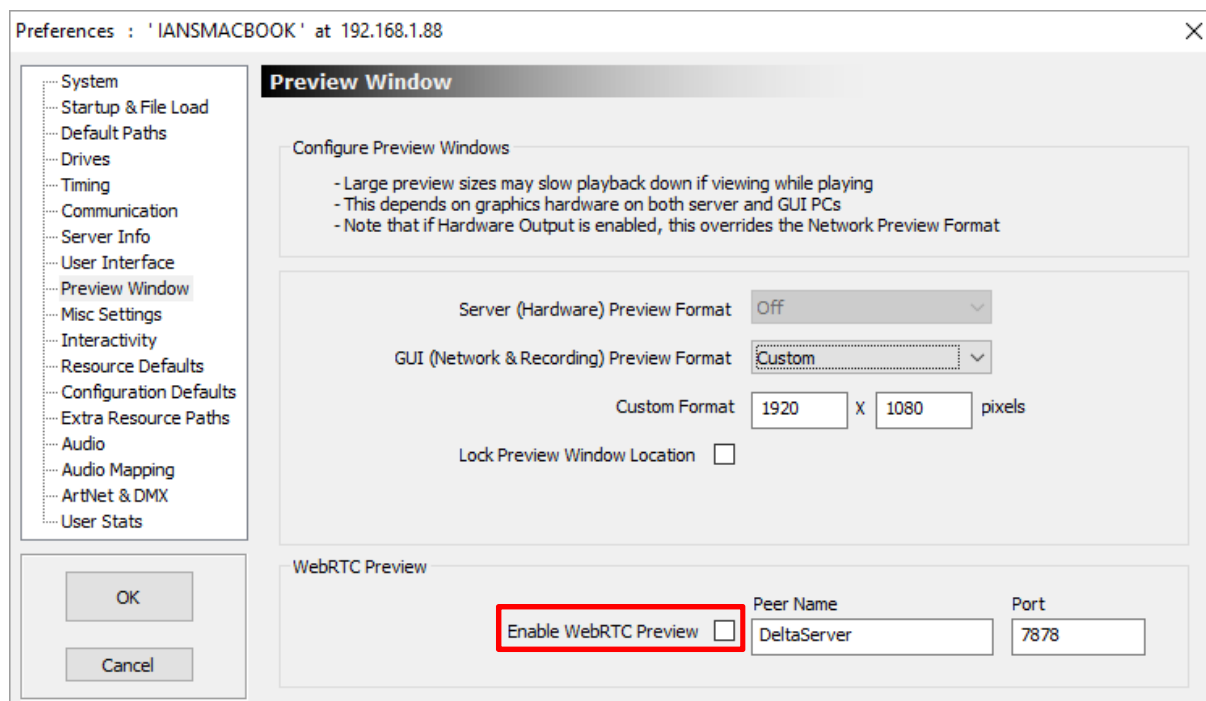 Preferences : 'IANSMACBOOK' at 192.168.1.88
System
Startup & File Load
Default Paths
Drives
Timing
Communication
Server Info
User Interface
Preview Window
Misc Settings
Interactivity
Resource Defaults
Configuration Defaults
Extra Resource Paths
Audio
Audio Mapping
ArtNet & DMX
User Stats
OK
Cancel
Preview Window
Configure Preview Windows
- Large preview sizes may slow playback down if viewing while playing
- This depends on graphics hardware on both server and GUI PCs
- Note that if Hardware Output is enabled, this overrides the Network Preview Format
Server (Hardware) Preview Format Off
GUI (Network & Recording) Preview Format Custom
Custom Format 1920 X 1080 pixels
Lock Preview Window Location
WebRTC Preview
Peer Name Port
Enable WebRTC Preview DeltaServer 7878